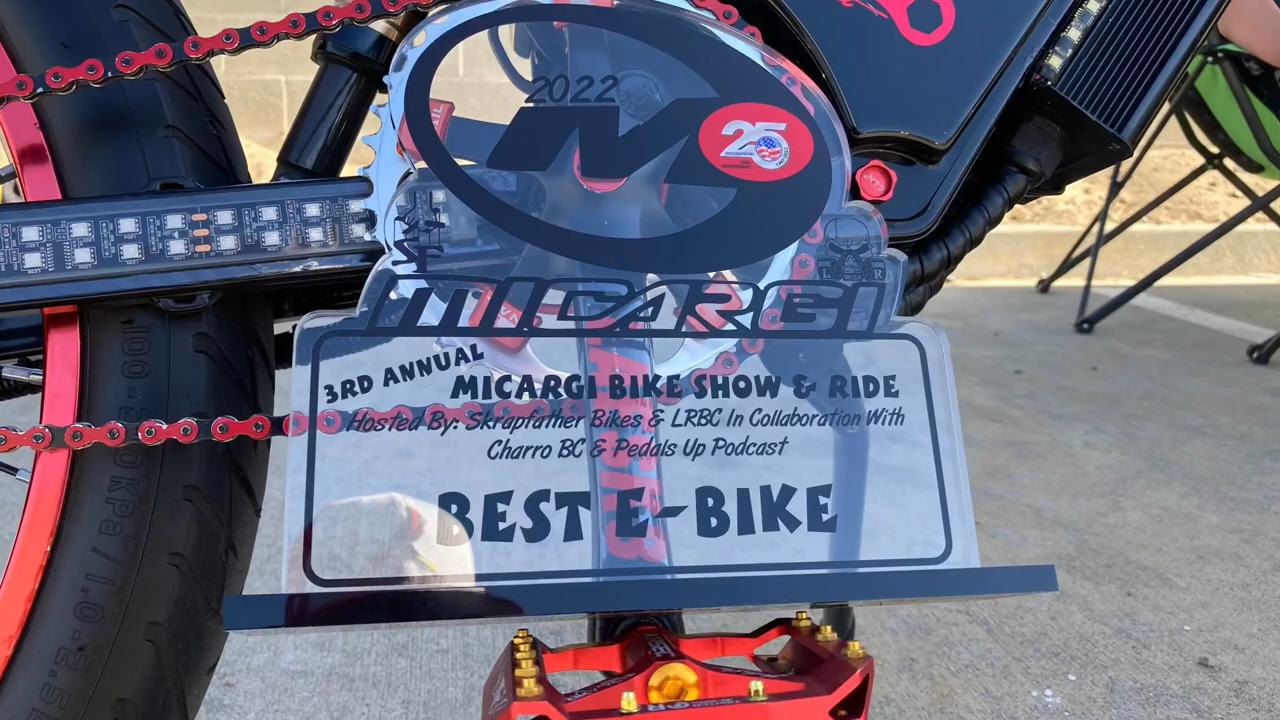 2022
M
25
MICARGI
3RD ANNUAL
MICARGI BIKE SHOW & RIDE
Hosted By: Skrapfather Bikes & LRBC In Collaboration With
Charro BC & Pedals Up Podcast
BEST E-BIKE